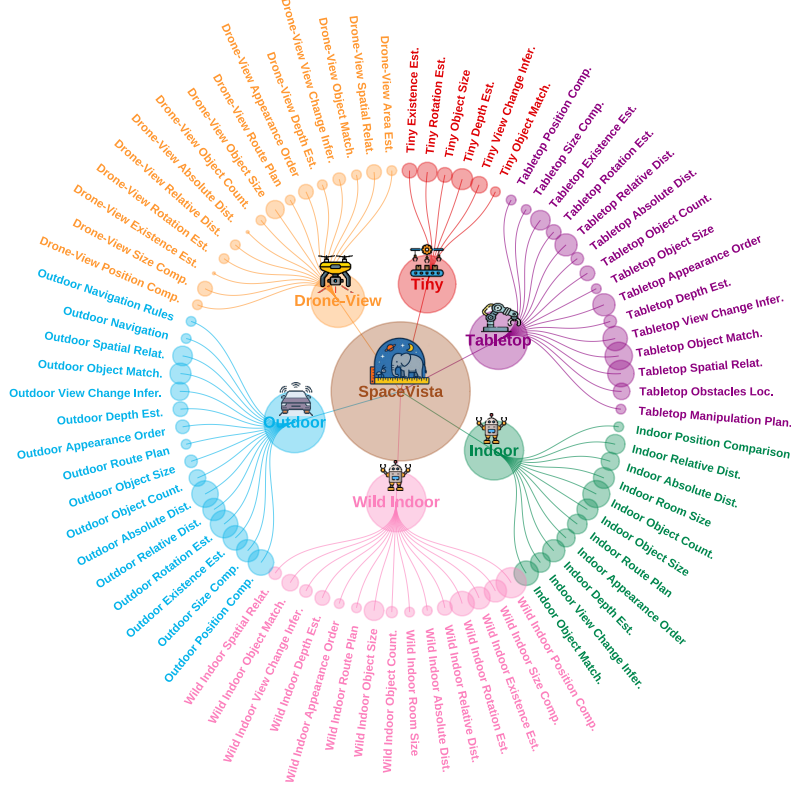 SpaceVista
Tiny
Tiny Existence Est.
Tiny Rotation Est.
Tiny Object Size
Tiny Depth Est.
Tiny View Change Infer.
Tiny Object Match.
Tabletop
Tabletop Position Comp.
Tabletop Size Comp.
Tabletop Existence Est.
Tabletop Rotation Est.
Tabletop Relative Dist.
Tabletop Absolute Dist.
Tabletop Object Count.
Tabletop Object Size
Tabletop Appearance Order
Tabletop Depth Est.
Tabletop View Change Infer.
Tabletop Object Match.
Tabletop Spatial Relat.
Tabletop Obstacles Loc.
Tabletop Manipulation Plan.
Indoor
Indoor Position Comparison
Indoor Relative Dist.
Indoor Absolute Dist.
Indoor Room Size
Indoor Object Count.
Indoor Object Size
Indoor Route Plan
Indoor Appearance Order
Indoor Depth Est.
Indoor View Change Infer.
Indoor Object Match.
Wild Indoor
Wild Indoor Position Comp.
Wild Indoor Size Comp.
Wild Indoor Existence Est.
Wild Indoor Rotation Est.
Wild Indoor Relative Dist.
Wild Indoor Absolute Dist.
Wild Indoor Room Size
Wild Indoor Object Count.
Wild Indoor Object Size
Wild Indoor Route Plan
Wild Indoor Appearance Order
Wild Indoor Depth Est.
Wild Indoor View Change Infer.
Wild Indoor Object Match.
Wild Indoor Spatial Relat.
Outdoor
Outdoor Position Comp.
Outdoor Size Comp.
Outdoor Existence Est.
Outdoor Rotation Est.
Outdoor Relative Dist.
Outdoor Absolute Dist.
Outdoor Object Count.
Outdoor Object Size
Outdoor Route Plan
Outdoor Appearance Order
Outdoor Depth Est.
Outdoor View Change Infer.
Outdoor Object Match.
Outdoor Spatial Relat.
Outdoor Navigation
Outdoor Navigation Rules
Drone-View
Drone-View Position Comp.
Drone-View Size Comp.
Drone-View Existence Est.
Drone-View Rotation Est.
Drone-View Relative Dist.
Drone-View Absolute Dist.
Drone-View Object Count.
Drone-View Object Size
Drone-View Route Plan
Drone-View Appearance Order
Drone-View Depth Est.
Drone-View View Change Infer.
Drone-View Object Match.
Drone-View Spatial Relat.
Drone-View Area Est.